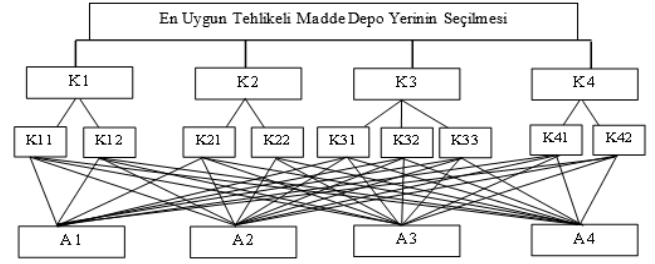 En Uygun Tehlikeli Madde Depo Yerinin Seçilmesi
K1 K2 K3 K4
K11 K12 K21 K22 K31 K32 K33 K41 K42
A1 A2 A3 A4